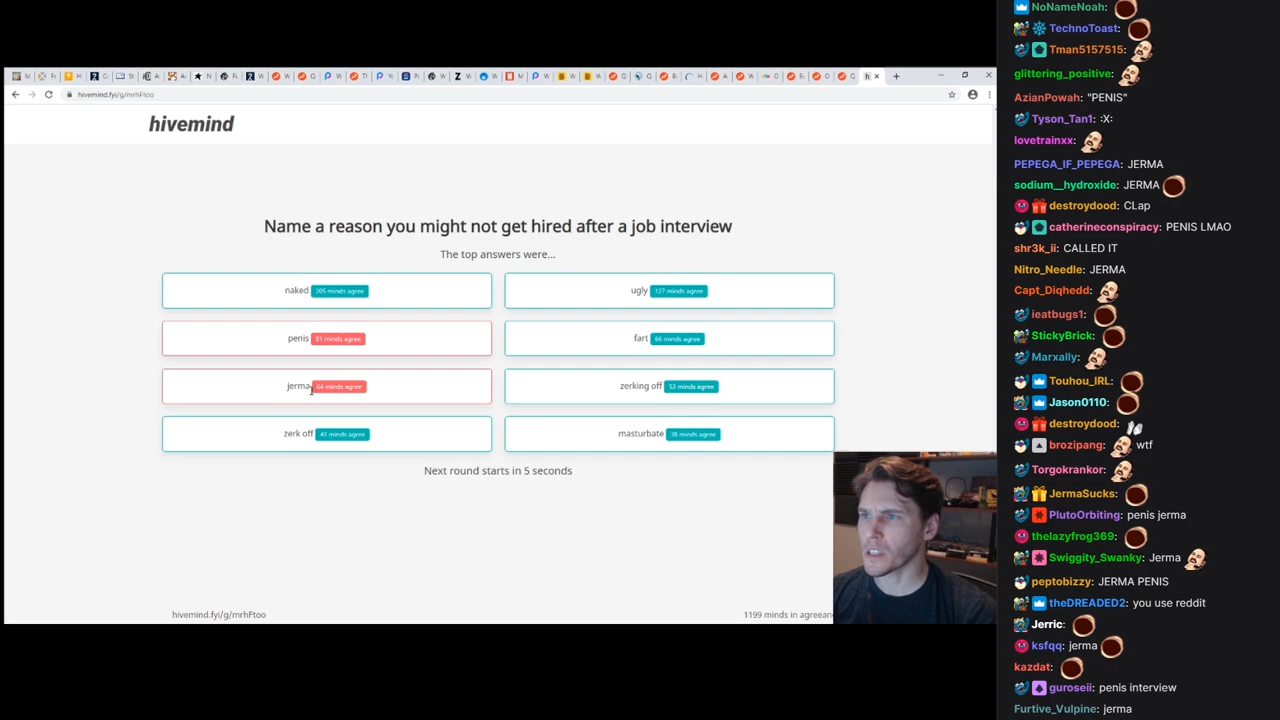 hivemind.fyi/g/mrhFtoo
hivemind
Name a reason you might not get hired after a job interview
The top answers were...
naked 205 minds agree
ugly 127 minds agree
penis 81 minds agree
fart 66 minds agree
jerma 64 minds agree
zerking off 53 minds agree
zerk off 43 minds agree
masturbate 38 minds agree
Next round starts in 5 seconds
hivemind.fyi/g/mrhFtoo
1199 minds in agreean
NoNameNoah:
TechnoToast:
Tman5157515:
glittering_positive:
AzianPowah: "PENIS"
Tyson_Tan1: :X:
lovetrainxx:
PEPEGA_IF_PEPEGA: JERMA
sodium__hydroxide: JERMA
destroydood: CLap
catherineconspiracy: PENIS LMAO
shr3k_ii: CALLED IT
Nitro_Needle: JERMA
Capt_Diqhedd:
ieatbugs1:
StickyBrick:
Marxally:
Touhou_IRL:
Jason0110:
destroydood:
brozipang: wtf
Torgokrankor:
JermaSucks:
PlutoOrbiting: penis jerma
thelazyfrog369:
Swiggity_Swanky: Jerma
peptobizzy: JERMA PENIS
theDREADED2: you use reddit
Jerric:
ksfqq: jerma
kazdat:
guroseii: penis interview
Furtive_Vulpine: jerma